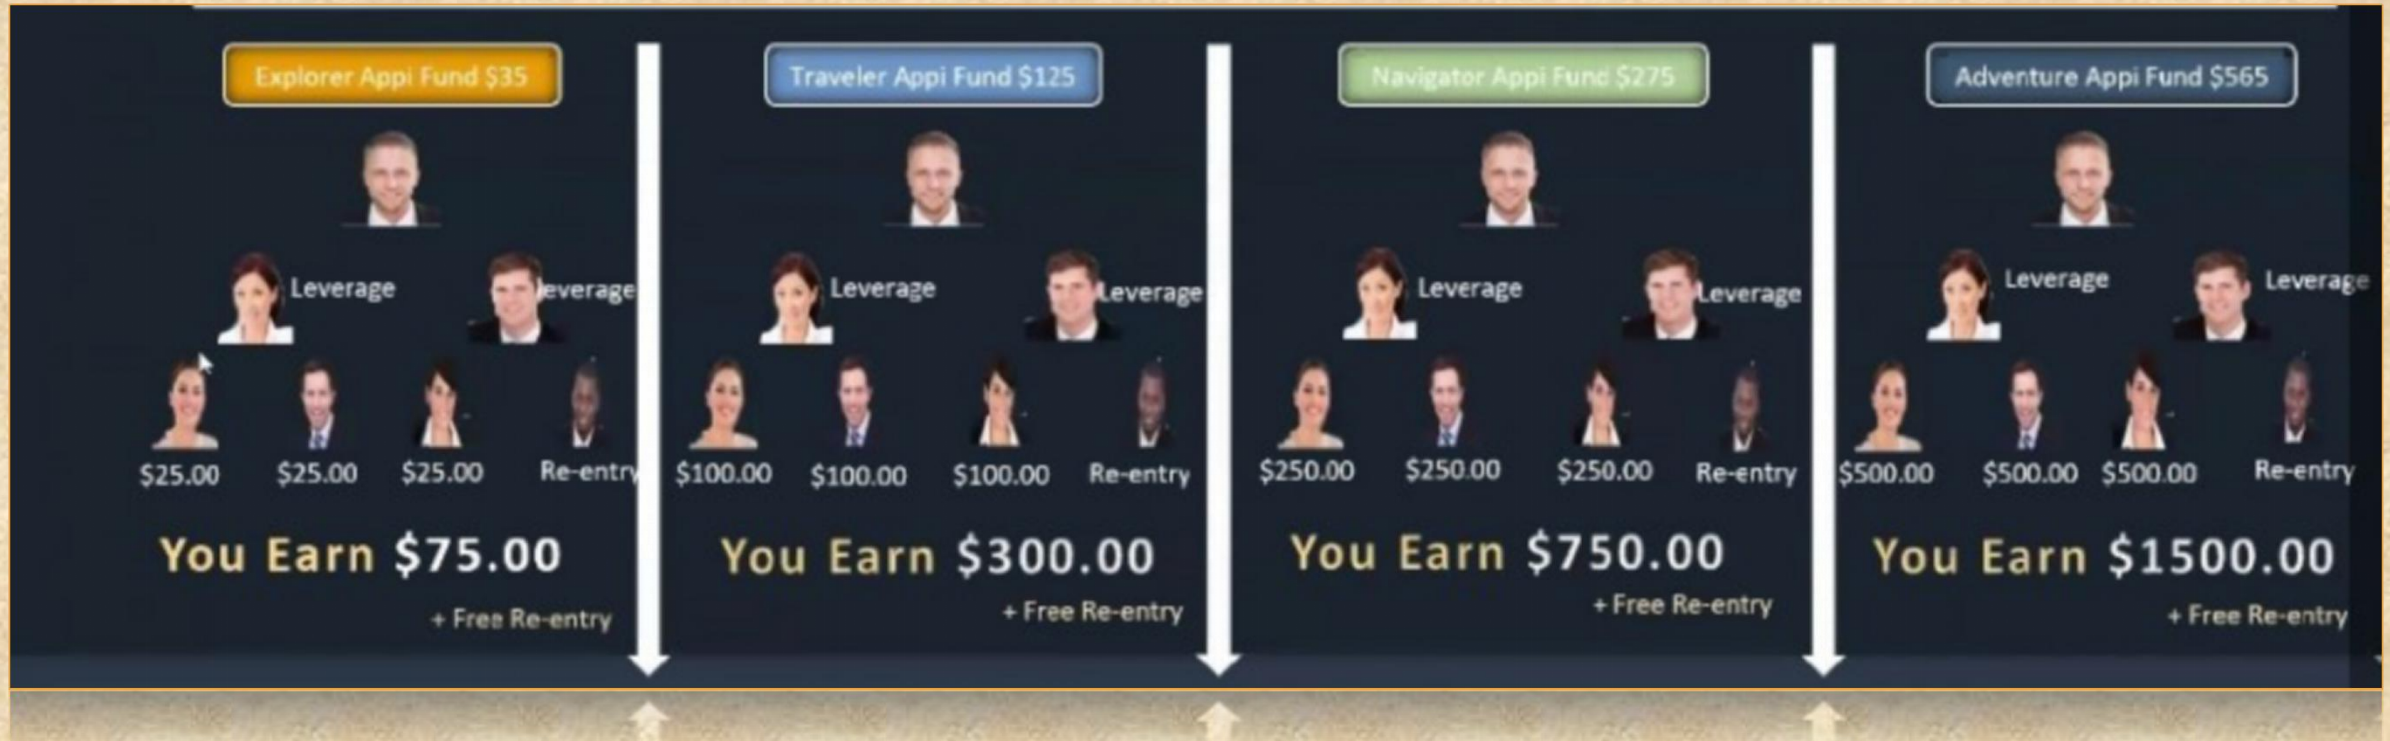 Explorer Appi Fund $35
Leverage
everage
$25.00 $25.00 $25.00 Re-entry
You Earn $75.00
+ Free Re-entry
Traveler Appi Fund $125
Leverage
Leverage
$100.00 $100.00 $100.00 Re-entry
You Earn $300.00
+ Free Re-entry
Navigator Appi Fund $275
Leverage
Leverage
$250.00 $250.00 $250.00 Re-entry
You Earn $750.00
+ Free Re-entry
Adventure Appi Fund $565
Leverage
Leverage
$500.00 $500.00 $500.00 Re-entry
You Earn $1500.00
+ Free Re-entry